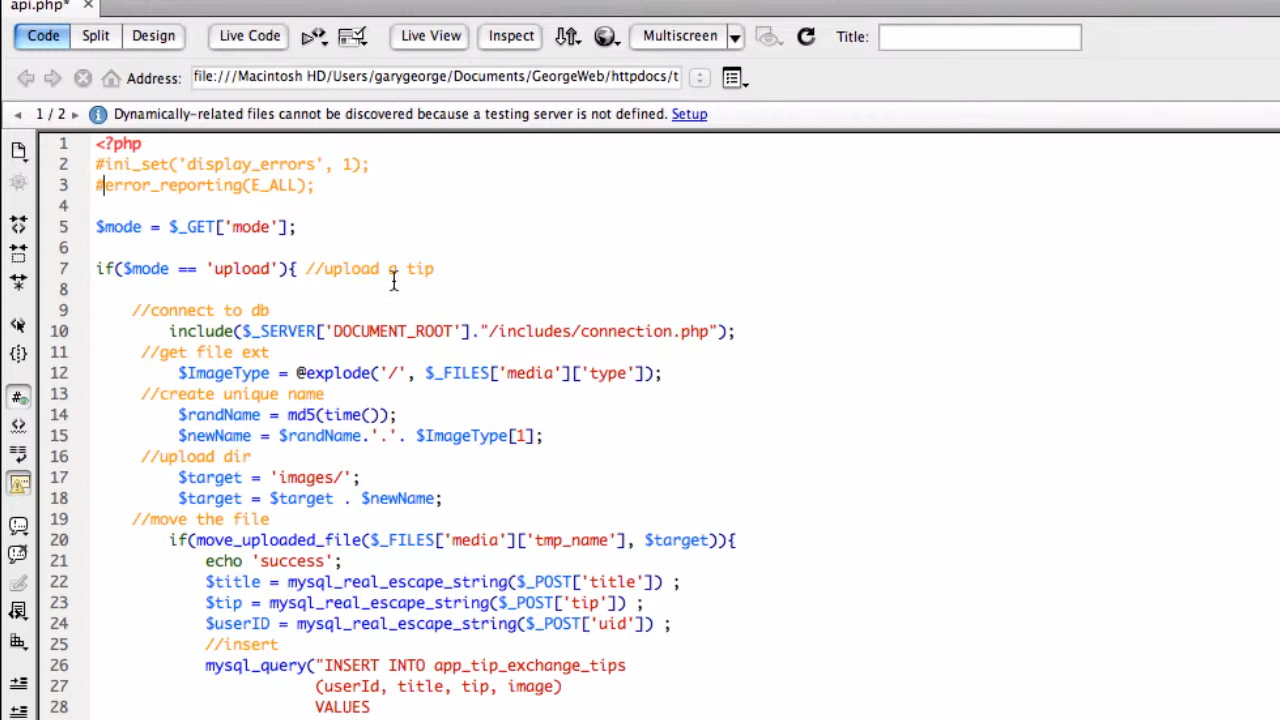 api.php* ×
Code Split Design Live Code Live View Inspect Multiscreen Title:
Address: file:///Macintosh HD/Users/garygeorge/Documents/GeorgeWeb/httpdocs/t
1 / 2 Dynamically-related files cannot be discovered because a testing server is not defined. Setup
1 <?php
2 #ini_set('display_errors', 1);
3 #error_reporting(E_ALL);
4
5 $mode = $_GET['mode'];
6
7 if($mode == 'upload'){ //upload a tip
8
9 //connect to db
10 include($_SERVER['DOCUMENT_ROOT']."/includes/connection.php");
11 //get file ext
12 $ImageType = @explode('/', $_FILES['media']['type']);
13 //create unique name
14 $randName = md5(time());
15 $newName = $randName.'.'. $ImageType[1];
16 //upload dir
17 $target = 'images/';
18 $target = $target . $newName;
19 //move the file
20 if(move_uploaded_file($_FILES['media']['tmp_name'], $target)){
21 echo 'success';
22 $title = mysql_real_escape_string($_POST['title']) ;
23 $tip = mysql_real_escape_string($_POST['tip']) ;
24 $userID = mysql_real_escape_string($_POST['uid']) ;
25 //insert
26 mysql_query("INSERT INTO app_tip_exchange_tips
27 (userId, title, tip, image)
28 VALUES